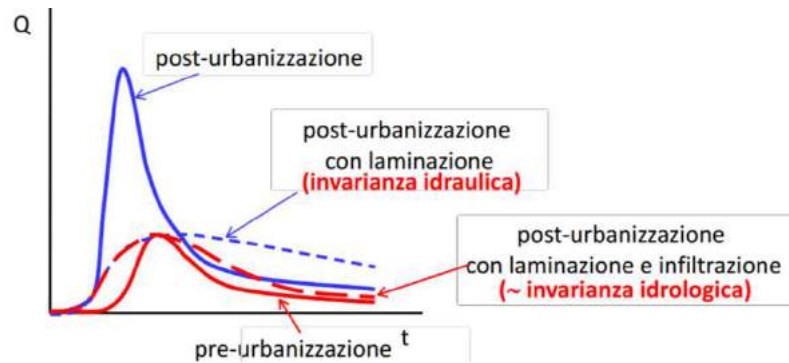 Q
post-urbanizzazione
post-urbanizzazione
con laminazione
(invarianza idraulica)
post-urbanizzazione
con laminazione e infiltrazione
(~ invarianza idrologica)
t
pre-urbanizzazione